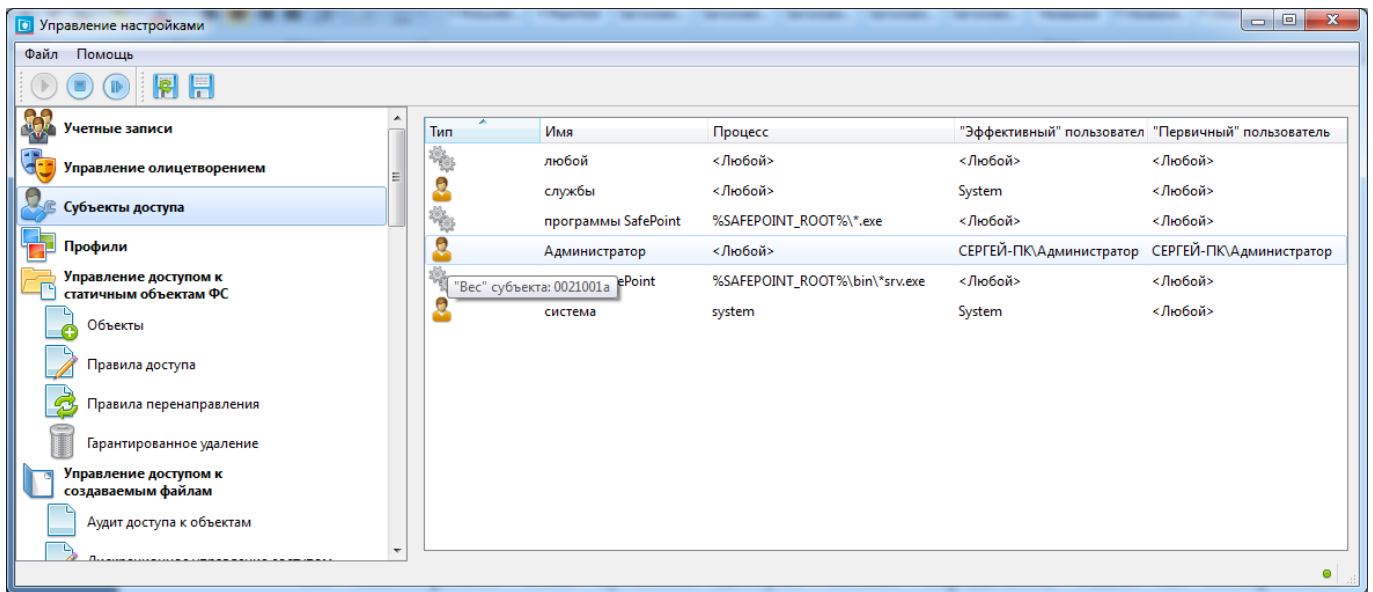 Управление настройками
Файл Помощь
Учетные записи
Управление олицетворением
Субъекты доступа
Профили
Управление доступом к
статичным объектам ФС
Объекты
Правила доступа
Правила перенаправления
Гарантированное удаление
Управление доступом к
создаваемым файлам
Аудит доступа к объектам
Тип Имя Процесс "Эффективный" пользовател "Первичный" пользователь
любой <Любой> <Любой> <Любой>
службы <Любой> System <Любой>
программы SafePoint %SAFEPOINT_ROOT%\*.exe <Любой> <Любой>
Администратор <Любой> СЕРГЕЙ-ПК\Администратор СЕРГЕЙ-ПК\Администратор
ePoint %SAFEPOINT_ROOT%\bin\*srv.exe <Любой> <Любой>
"Вес" субъекта: 0021001a
система system System <Любой>